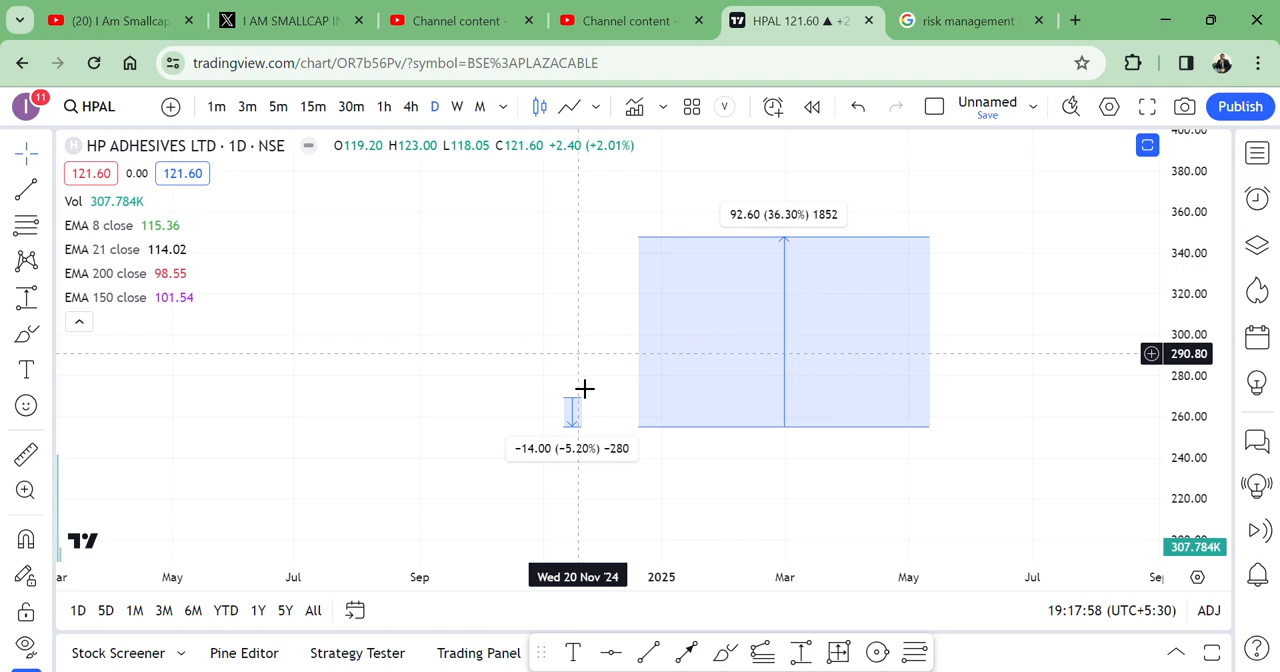 (20) I Am Smallcap
I AM SMALLCAP IN
Channel content -
Channel content -
HPAL 121.60 ▲ +2
risk management -
tradingview.com/chart/OR7b56Pv/?symbol=BSE%3APLAZACABLE
I 11 HPAL 1m 3m 5m 15m 30m 1h 4h D W M V Unnamed Save Publish
H HP ADHESIVES LTD · 1D · NSE O119.20 H123.00 L118.05 C121.60 +2.40 (+2.01%)
121.60 0.00 121.60
Vol 307.784K
EMA 8 close 115.36
EMA 21 close 114.02
EMA 200 close 98.55
EMA 150 close 101.54
92.60 (36.30%) 1852
−14.00 (−5.20%) −280
400.00
380.00
360.00
340.00
320.00
300.00
290.80
280.00
260.00
240.00
220.00
307.784K
May Jul Sep Wed 20 Nov '24 2025 Mar May Jul
1D 5D 1M 3M 6M YTD 1Y 5Y All 19:17:58 (UTC+5:30) ADJ
Stock Screener Pine Editor Strategy Tester Trading Panel